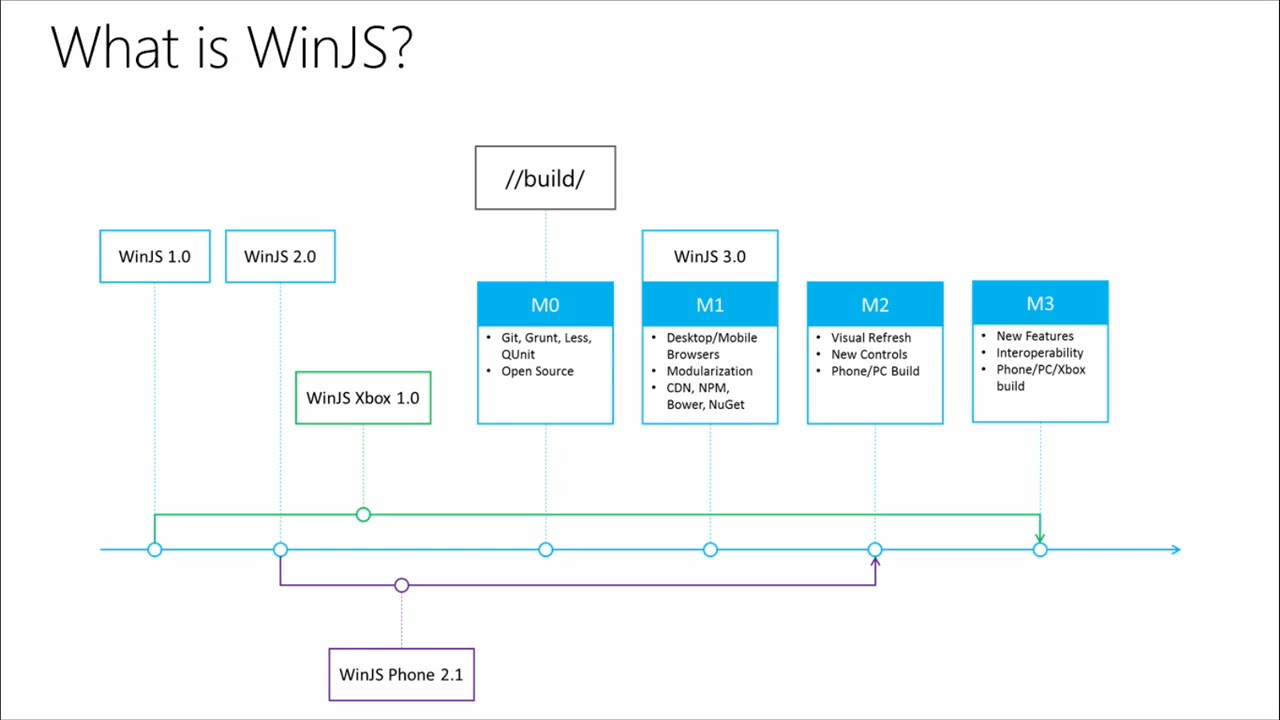 What is WinJS?
//build/
WinJS 1.0
WinJS 2.0
WinJS 3.0
M0
• Git, Grunt, Less,
QUnit
• Open Source
M1
• Desktop/Mobile
Browsers
• Modularization
• CDN, NPM,
Bower, NuGet
M2
• Visual Refresh
• New Controls
• Phone/PC Build
M3
• New Features
• Interoperability
• Phone/PC/Xbox
build
WinJS Xbox 1.0
WinJS Phone 2.1